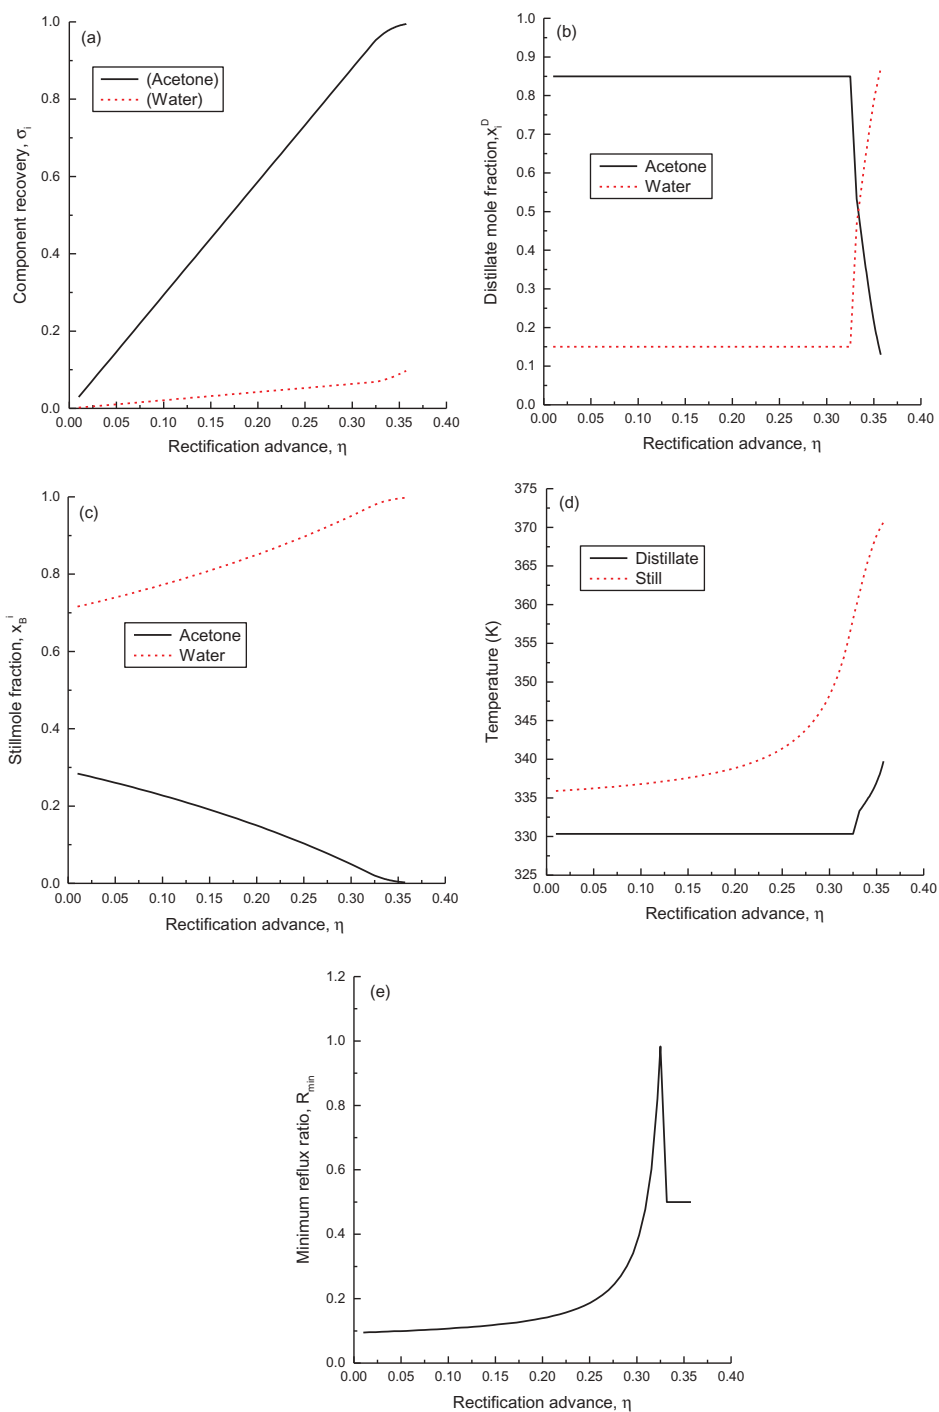 (a)
(Acetone)
(Water)
Component recovery, σi
1.0
0.8
0.6
0.4
0.2
0.0
0.00 0.05 0.10 0.15 0.20 0.25 0.30 0.35 0.40
Rectification advance, η
(b)
Acetone
Water
Distillate mole fraction,xiD
1.0
0.9
0.8
0.7
0.6
0.5
0.4
0.3
0.2
0.1
0.0
0.00 0.05 0.10 0.15 0.20 0.25 0.30 0.35 0.40
Rectification advance, η
(c)
Acetone
Water
Stillmole fraction, xBi
1.0
0.8
0.6
0.4
0.2
0.0
0.00 0.05 0.10 0.15 0.20 0.25 0.30 0.35 0.40
Rectification advance, η
(d)
Distillate
Still
Temperature (K)
375
370
365
360
355
350
345
340
335
330
325
0.00 0.05 0.10 0.15 0.20 0.25 0.30 0.35 0.40
Rectification advance, η
(e)
Minimum reflux ratio, Rmin
1.2
1.0
0.8
0.6
0.4
0.2
0.0
0.00 0.05 0.10 0.15 0.20 0.25 0.30 0.35 0.40
Rectification advance, η